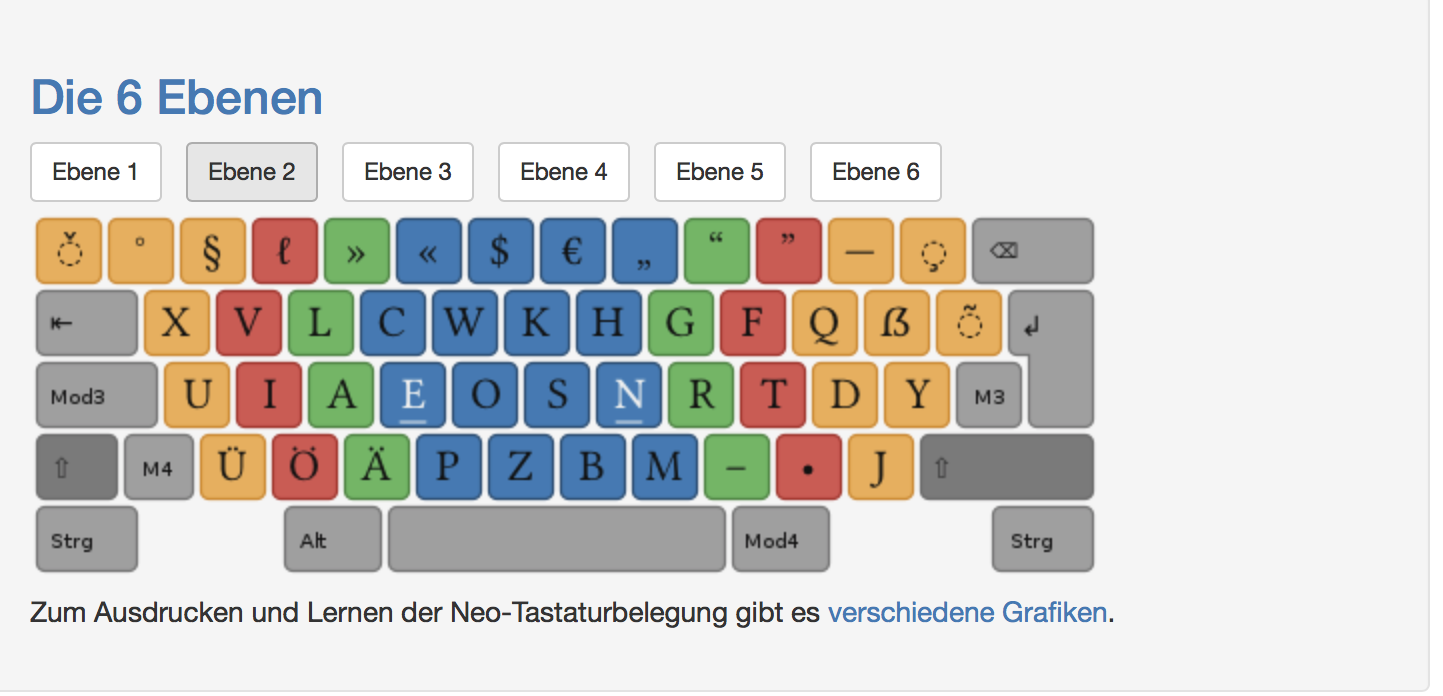 Die 6 Ebenen
Ebene 1 Ebene 2 Ebene 3 Ebene 4 Ebene 5 Ebene 6
◌̌ ° § ℓ » « $ € „ “ ” — ◌̧ ⌫
⇤ X V L C W K H G F Q ẞ ◌̃ ↲
Mod3 U I A E O S N R T D Y M3
⇧ M4 Ü Ö Ä P Z B M – • J ⇧
Strg Alt Mod4 Strg
Zum Ausdrucken und Lernen der Neo-Tastaturbelegung gibt es verschiedene Grafiken.